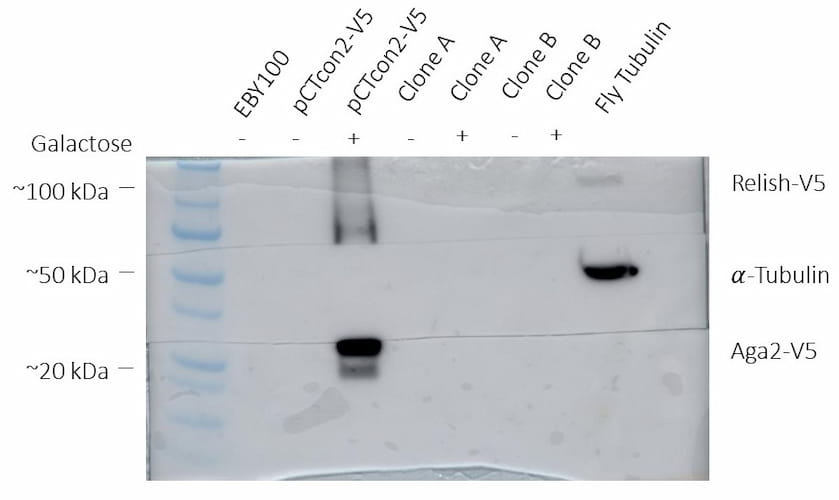 EBY100
pCTcon2-V5
pCTcon2-V5
Clone A
Clone A
Clone B
Clone B
Fly Tubulin
Galactose - - + - + - +
~100 kDa Relish-V5
~50 kDa α-Tubulin
~20 kDa Aga2-V5